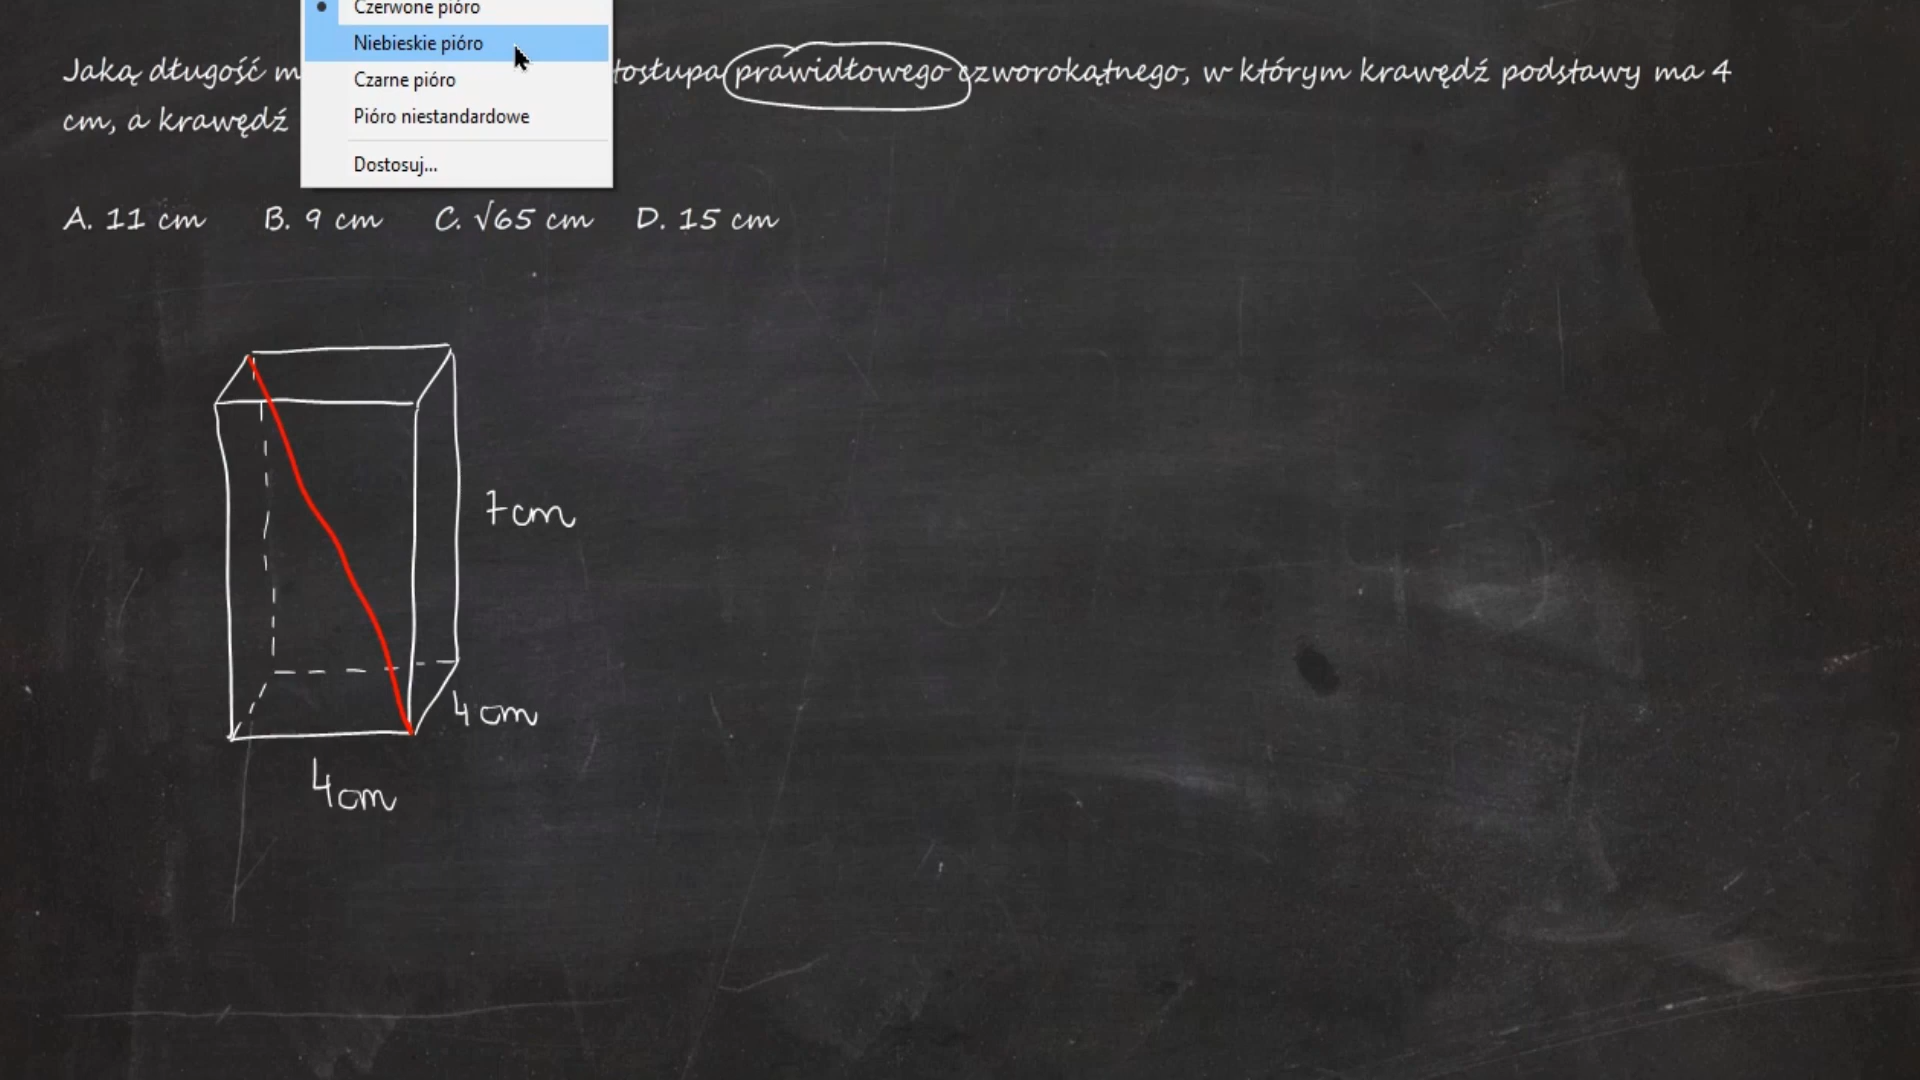 Czerwone pióro
Niebieskie pióro
Czarne pióro
Pióro niestandardowe
Dostosuj...
Jaką długość prawidłowego czworokątnego, w którym krawędź podstawy ma 4
cm, a krawędź
A. 11 cm B. 9 cm C. √65 cm D. 15 cm
7cm
4cm
4cm